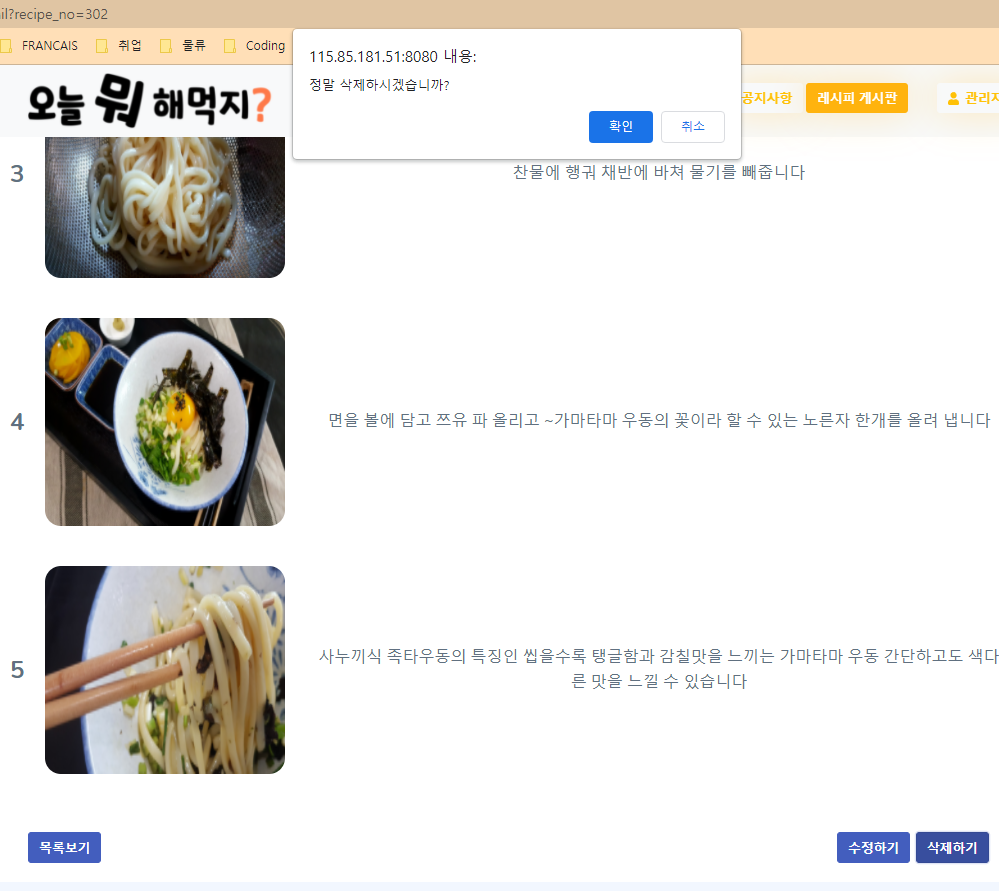 il?recipe_no=302
FRANCAIS 취업 물류 Coding
115.85.181.51:8080 내용:
정말 삭제하시겠습니까?
확인 취소
오늘 뭐 해먹지?
공지사항 레시피 게시판 관리자
3 찬물에 헹궈 채반에 바쳐 물기를 빼줍니다
4 면을 볼에 담고 쯔유 파 올리고 ~가마타마 우동의 꽃이라 할 수 있는 노른자 한개를 올려 냅니다
5 사누끼식 족타우동의 특징인 씹을수록 탱글함과 감칠맛을 느끼는 가마타마 우동 간단하고도 색다
른 맛을 느낄 수 있습니다
목록보기 수정하기 삭제하기